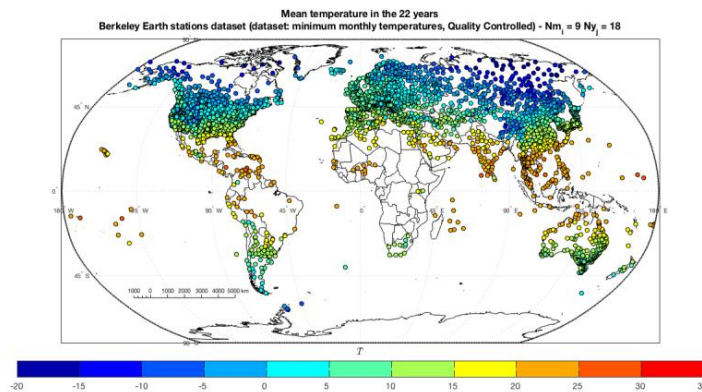 Mean temperature in the 22 years
Berkeley Earth stations dataset (dataset: minimum monthly temperatures, Quality Controlled) - Nm_i = 9 Ny_j = 18
45° N
0°
180° W 135° W 90° W 45° W 0° 45° E 90° E 135° E 180° E
45° S
1000 0 1000 2000 3000 4000 5000 km
T
-20 -15 -10 -5 0 5 10 15 20 25 30